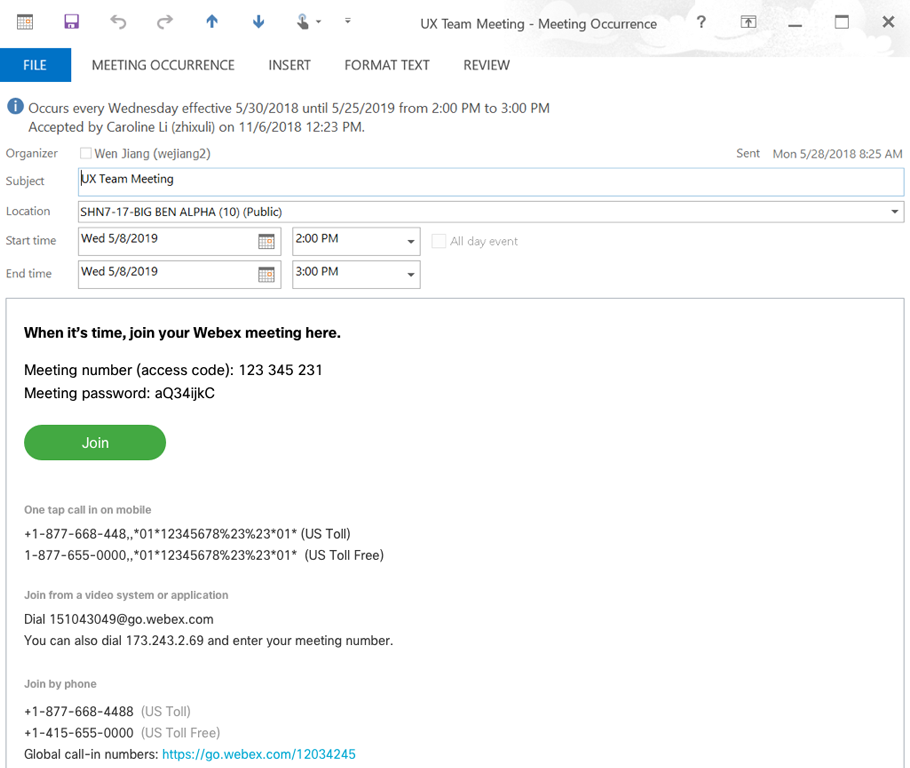 UX Team Meeting - Meeting Occurrence ?
FILE MEETING OCCURRENCE INSERT FORMAT TEXT REVIEW
Occurs every Wednesday effective 5/30/2018 until 5/25/2019 from 2:00 PM to 3:00 PM
Accepted by Caroline Li (zhixuli) on 11/6/2018 12:23 PM.
Organizer Wen Jiang (wejiang2) Sent Mon 5/28/2018 8:25 AM
Subject UX Team Meeting
Location SHN7-17-BIG BEN ALPHA (10) (Public)
Start time Wed 5/8/2019 2:00 PM All day event
End time Wed 5/8/2019 3:00 PM
When it's time, join your Webex meeting here.
Meeting number (access code): 123 345 231
Meeting password: aQ34ijkC
Join
One tap call in on mobile
+1-877-668-448,,*01*12345678%23%23*01* (US Toll)
1-877-655-0000,,*01*12345678%23%23*01* (US Toll Free)
Join from a video system or application
Dial 151043049@go.webex.com
You can also dial 173.243.2.69 and enter your meeting number.
Join by phone
+1-877-668-4488 (US Toll)
+1-415-655-0000 (US Toll Free)
Global call-in numbers: https://go.webex.com/12034245